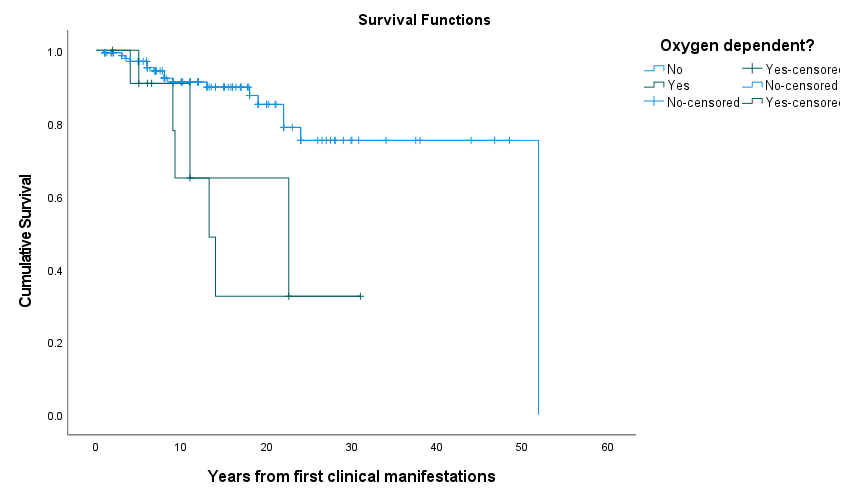 Survival Functions
Oxygen dependent?
No
Yes
No-censored
Yes-censored
No-censored
Yes-censored
1.0
0.8
0.6
0.4
0.2
0.0
Cumulative Survival
0 10 20 30 40 50 60
Years from first clinical manifestations